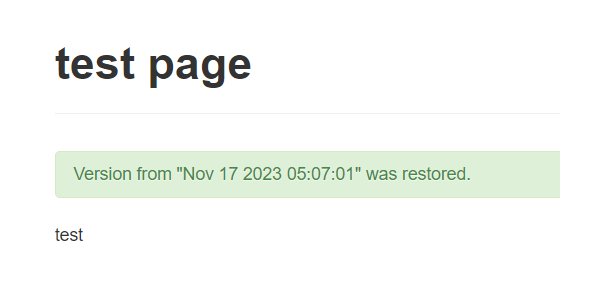 test page
Version from "Nov 17 2023 05:07:01" was restored.
test